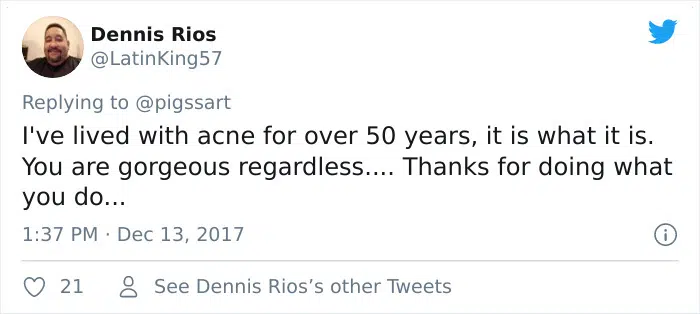 Dennis Rios
@LatinKing57
Replying to @pigssart
I've lived with acne for over 50 years, it is what it is.
You are gorgeous regardless.... Thanks for doing what
you do...
1:37 PM · Dec 13, 2017
21 See Dennis Rios’s other Tweets